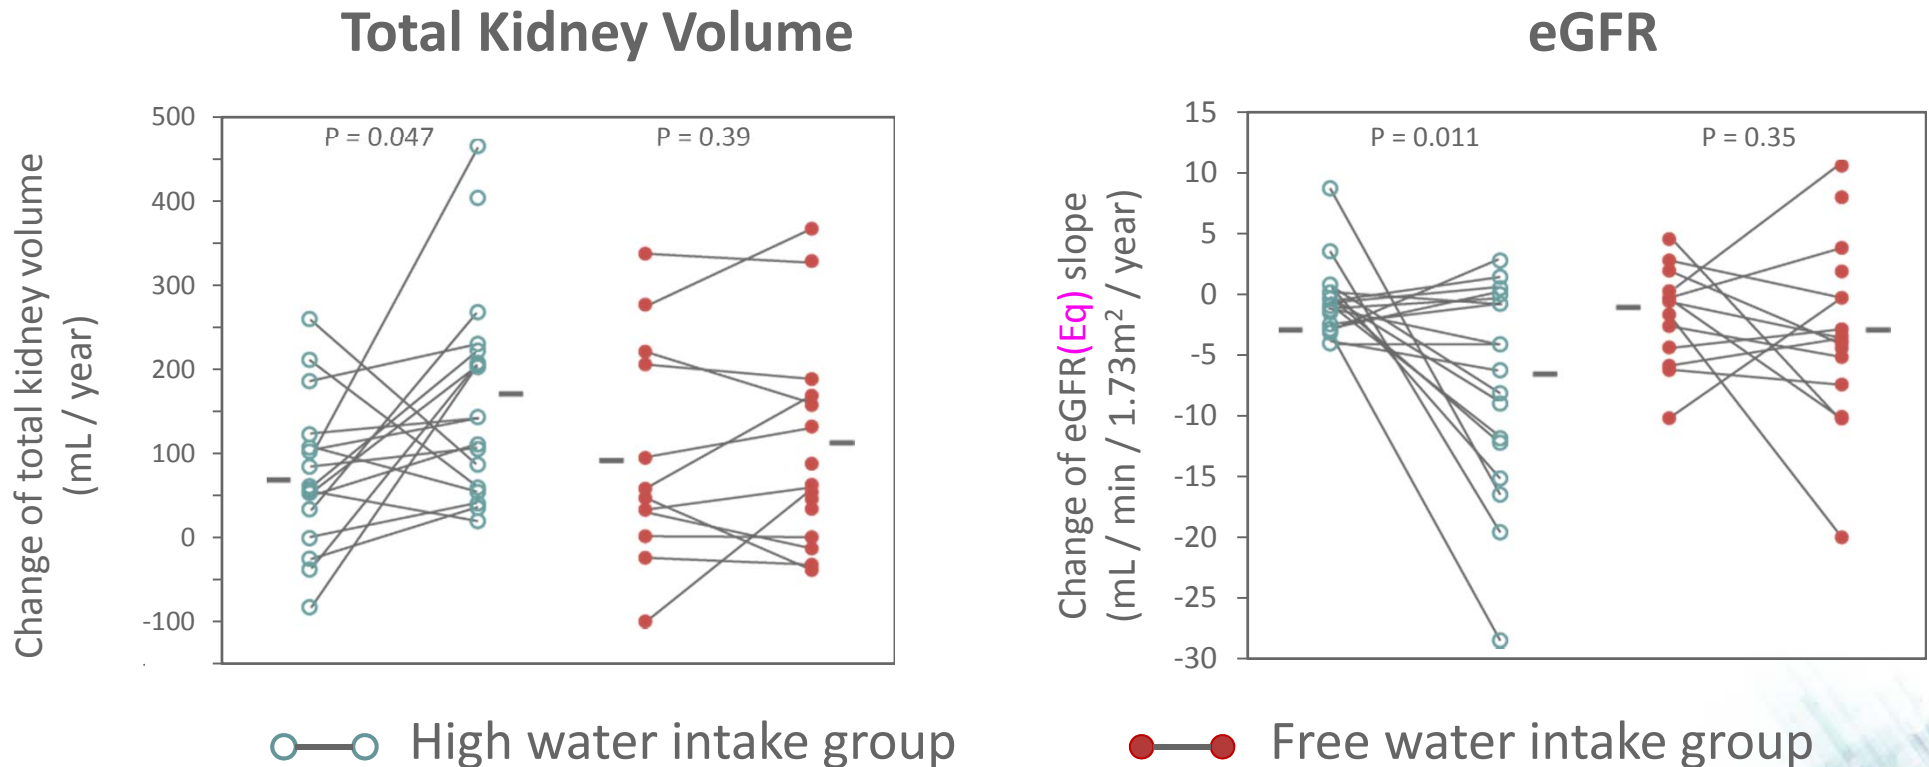 Total Kidney Volume
eGFR
Change of total kidney volume
(mL / year)
500
400
300
200
100
0
-100
P = 0.047
P = 0.39
Change of eGFR(Eq) slope
(mL / min / 1.73m² / year)
15
10
5
0
-5
-10
-15
-20
-25
-30
P = 0.011
P = 0.35
High water intake group
Free water intake group